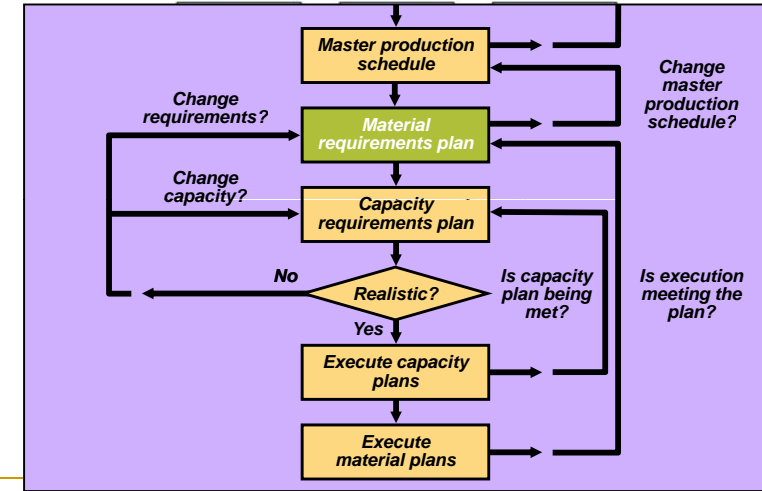 Master production
schedule
Change
master
production
schedule?
Change
requirements?
Material
requirements plan
Change
capacity?
Capacity
requirements plan
No
Realistic?
Is capacity
plan being
met?
Is execution
meeting the
plan?
Yes
Execute capacity
plans
Execute
material plans